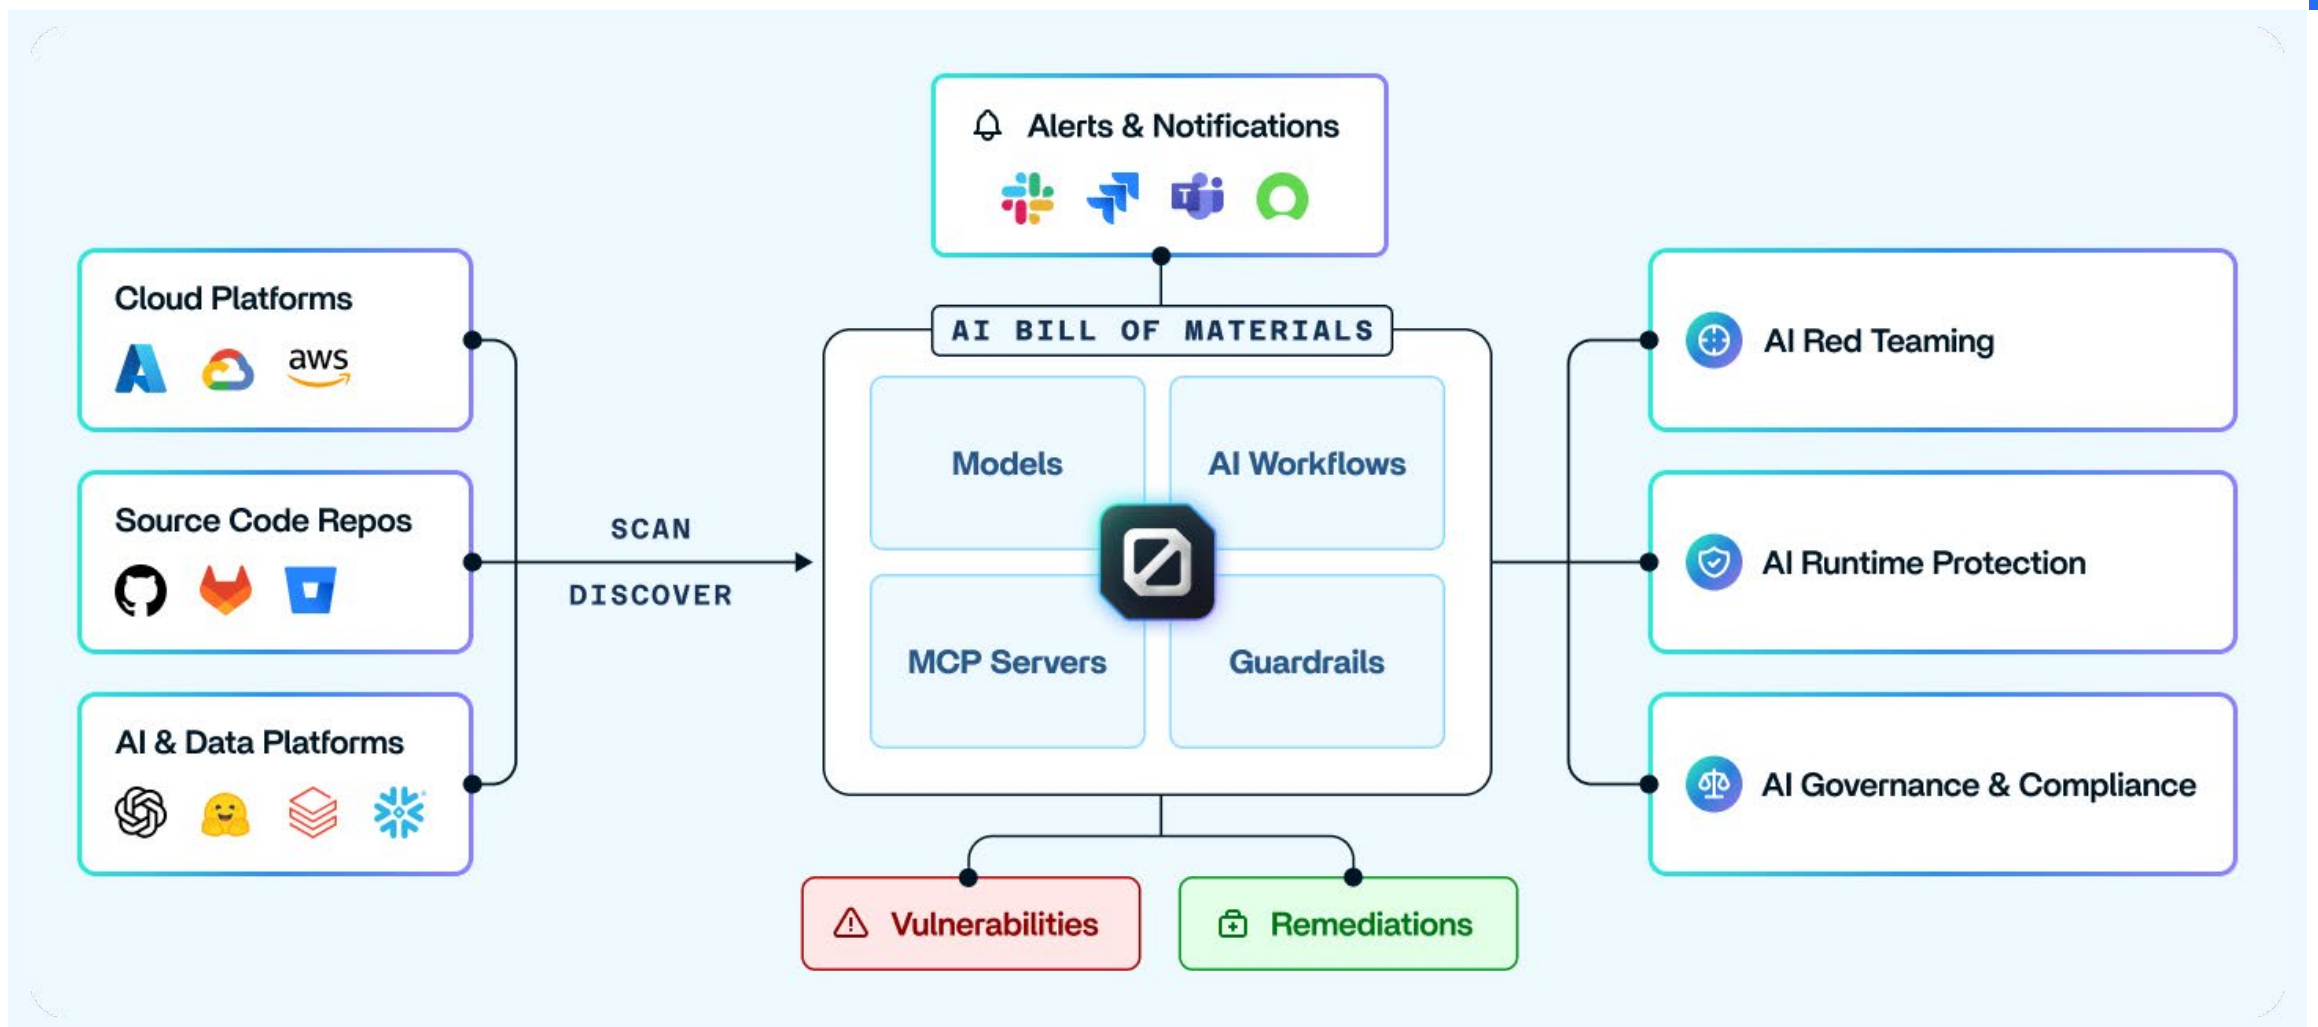 Alerts & Notifications
T
Cloud Platforms
aws
AI BILL OF MATERIALS
AI Red Teaming
Models
AI Workflows
Source Code Repos
SCAN
DISCOVER
AI Runtime Protection
MCP Servers
Guardrails
AI & Data Platforms
AI Governance & Compliance
Vulnerabilities
Remediations